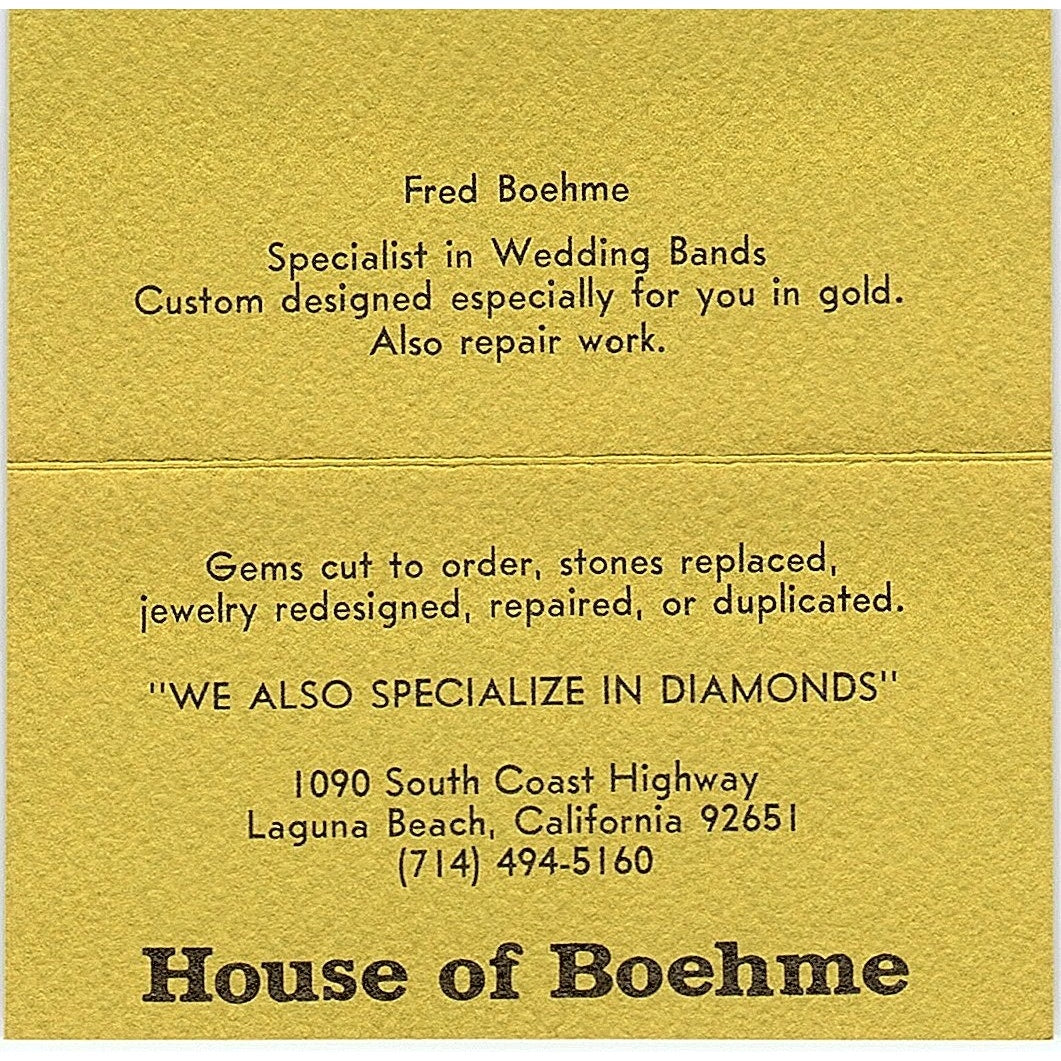 Fred Boehme
Specialist in Wedding Bands
Custom designed especially for you in gold.
Also repair work.
Gems cut to order, stones replaced,
jewelry redesigned, repaired, or duplicated.
"WE ALSO SPECIALIZE IN DIAMONDS"
1090 South Coast Highway
Laguna Beach, California 92651
(714) 494-5160
House of Boehme